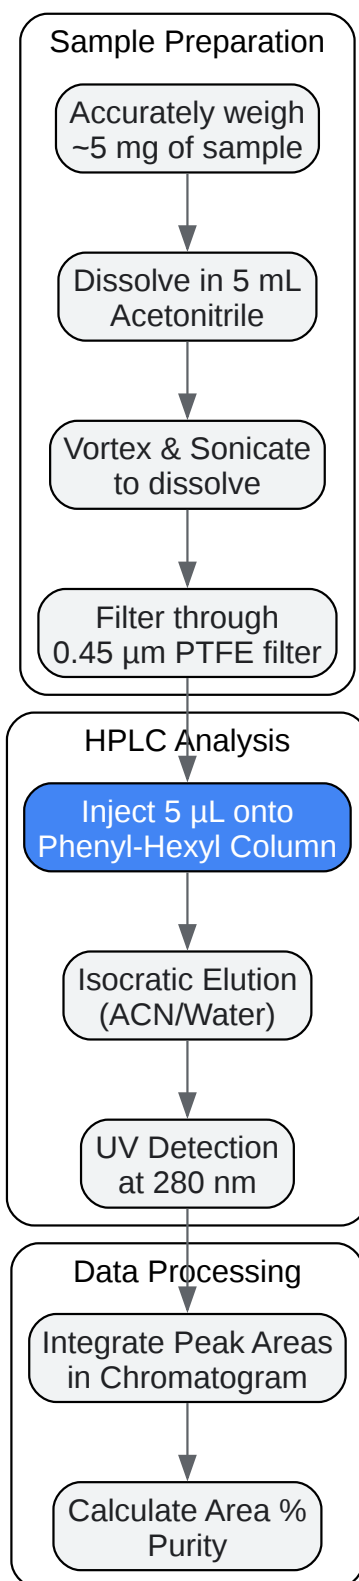 Sample Preparation
Accurately weigh
~5 mg of sample
Dissolve in 5 mL
Acetonitrile
Vortex & Sonicate
to dissolve
Filter through
0.45 µm PTFE filter
HPLC Analysis
Inject 5 µL onto
Phenyl-Hexyl Column
Isocratic Elution
(ACN/Water)
UV Detection
at 280 nm
Data Processing
Integrate Peak Areas
in Chromatogram
Calculate Area %
Purity